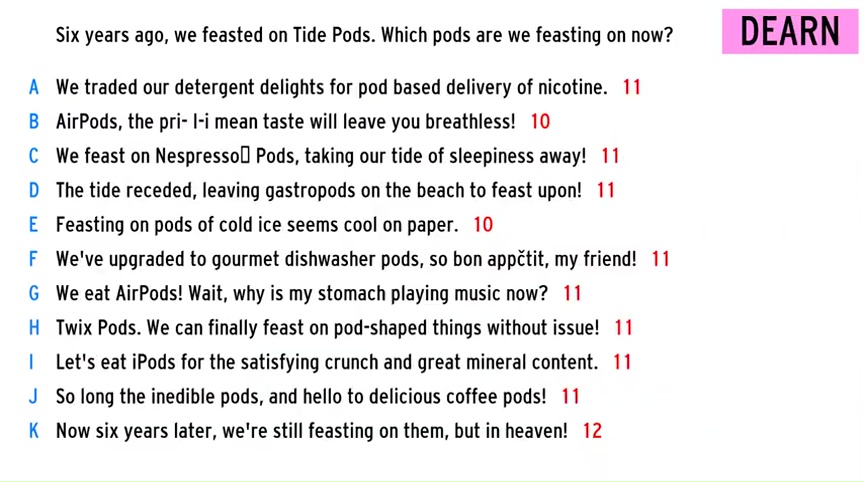 Six years ago, we feasted on Tide Pods. Which pods are we feasting on now?
DEARN
A We traded our detergent delights for pod based delivery of nicotine. 11
B AirPods, the pri- I-i mean taste will leave you breathless! 10
C We feast on Nespresso▯ Pods, taking our tide of sleepiness away! 11
D The tide receded, leaving gastropods on the beach to feast upon! 11
E Feasting on pods of cold ice seems cool on paper. 10
F We've upgraded to gourmet dishwasher pods, so bon appčtit, my friend! 11
G We eat AirPods! Wait, why is my stomach playing music now? 11
H Twix Pods. We can finally feast on pod-shaped things without issue! 11
I Let's eat iPods for the satisfying crunch and great mineral content. 11
J So long the inedible pods, and hello to delicious coffee pods! 11
K Now six years later, we're still feasting on them, but in heaven! 12